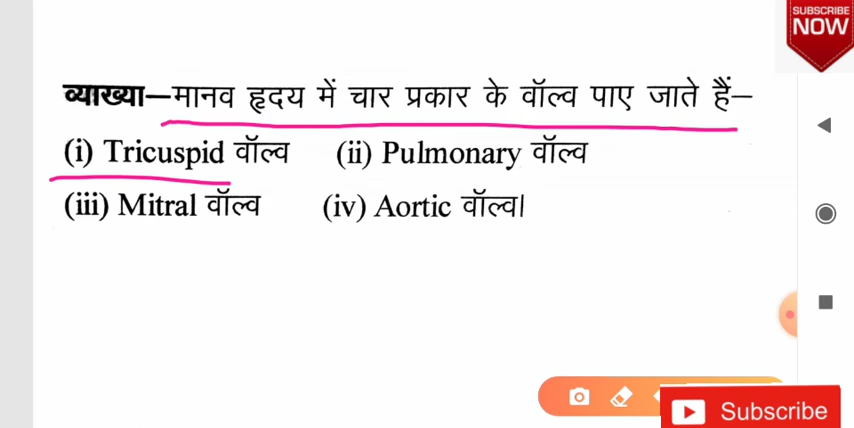 SUBSCRIBE
NOW
व्याख्या—मानव हृदय में चार प्रकार के वॉल्व पाए जाते हैं–
(i) Tricuspid वॉल्व (ii) Pulmonary वॉल्व
(iii) Mitral वॉल्व (iv) Aortic वॉल्व।
Subscribe